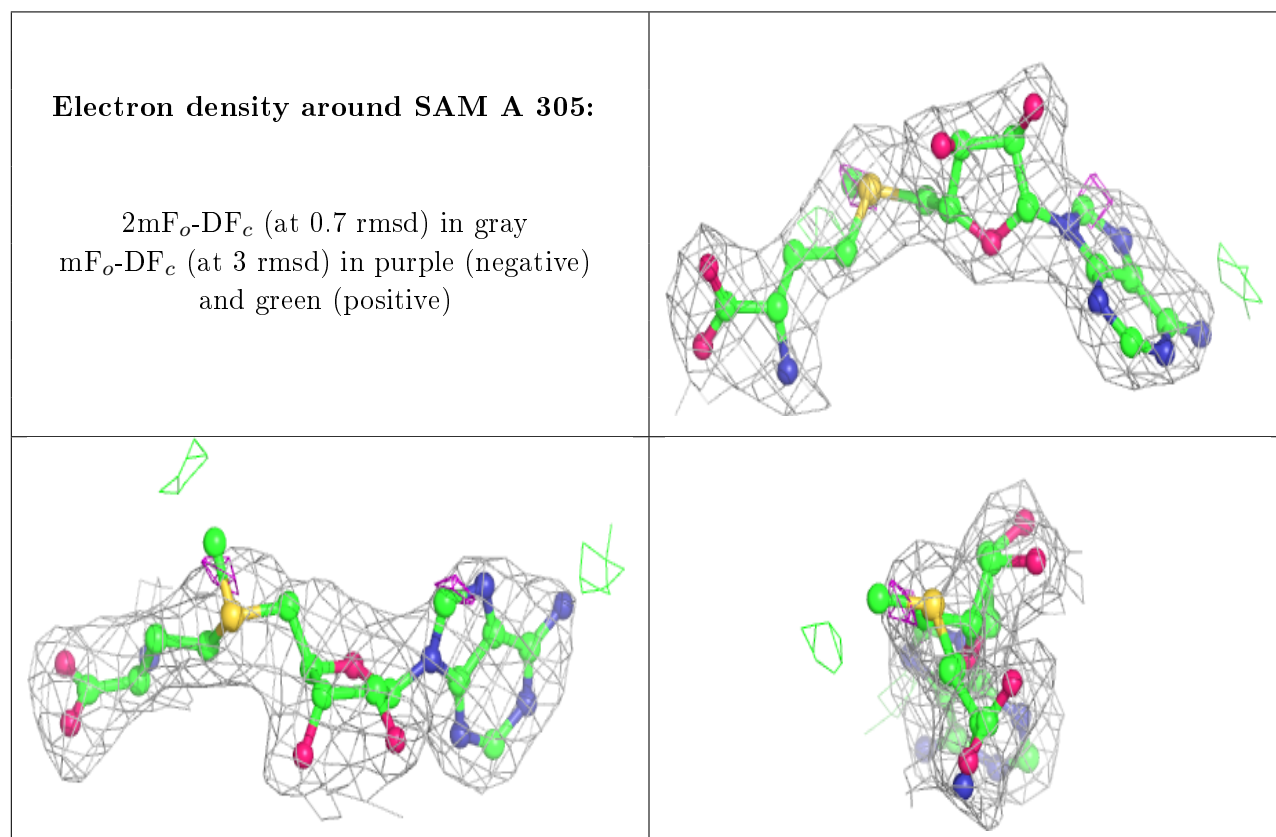 Electron density around SAM A 305:
2mFₒ-DF𝒸 (at 0.7 rmsd) in gray
mFₒ-DF𝒸 (at 3 rmsd) in purple (negative)
and green (positive)